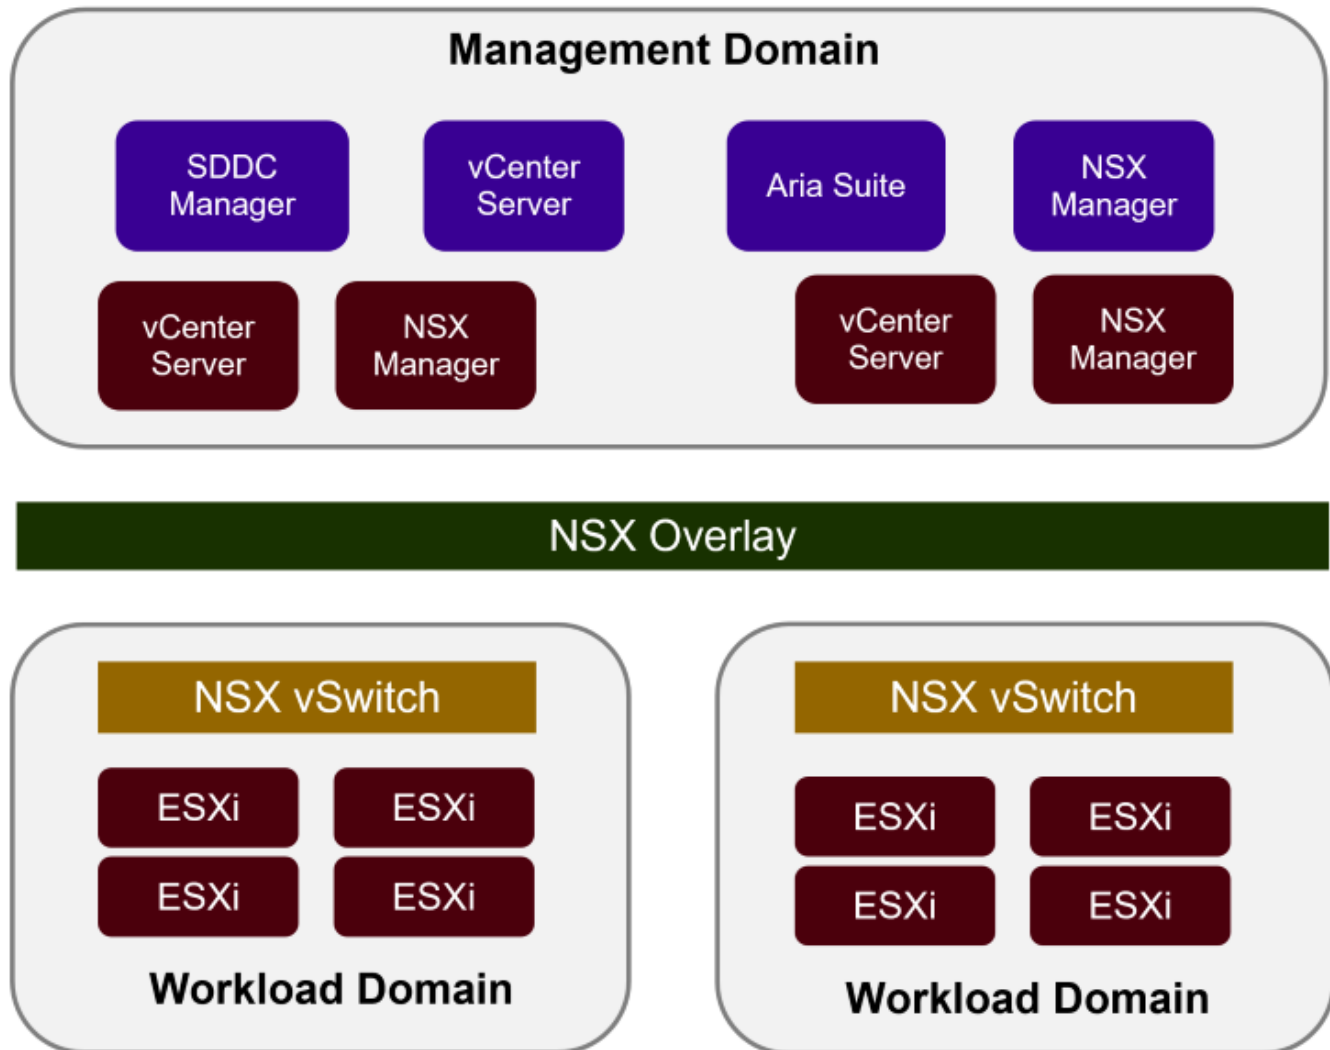 Management Domain
SDDC
Manager
vCenter
Server
Aria Suite
NSX
Manager
vCenter
Server
NSX
Manager
vCenter
Server
NSX
Manager
NSX Overlay
NSX vSwitch
ESXi
ESXi
ESXi
ESXi
Workload Domain
NSX vSwitch
ESXi
ESXi
ESXi
ESXi
Workload Domain